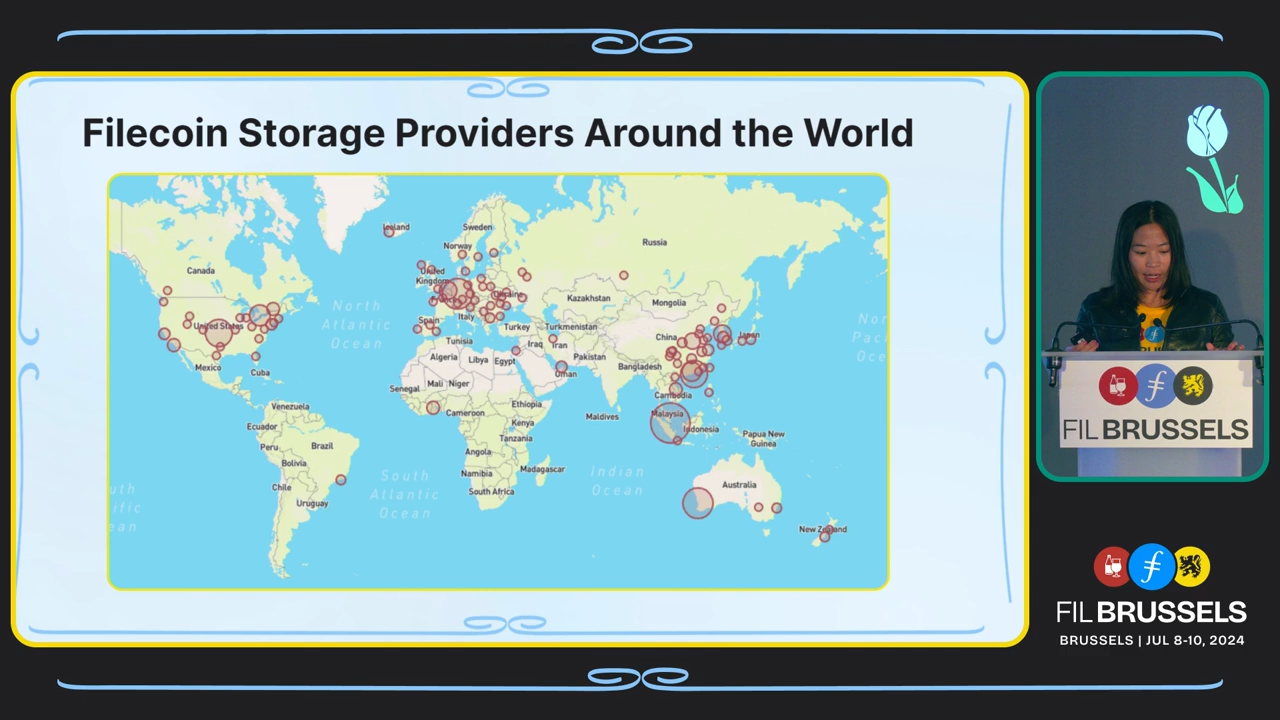 Filecoin Storage Providers Around the World
Iceland
Sweden
Norway
Russia
Canada
United
Kingdom
Ukraine
Kazakhstan
Mongolia
North
Atlantic
Ocean
United States
Spain
Italy
Turkey
Turkmenistan
China
Japan
Tunisia
Iraq
Iran
Pakistan
Algeria
Libya
Egypt
Bangladesh
Mexico
Cuba
Oman
Senegal
Mali
Niger
Cambodia
Venezuela
Ethiopia
Cameroon
Maldives
Malaysia
Ecuador
Kenya
Indonesia
Peru
Brazil
Tanzania
Papua New
Guinea
Bolivia
Angola
Madagascar
South
Atlantic
Ocean
Indian
Ocean
Namibia
Australia
Chile
South Africa
Uruguay
New Zealand
FIL BRUSSELS
FIL BRUSSELS
BRUSSELS | JUL 8-10, 2024